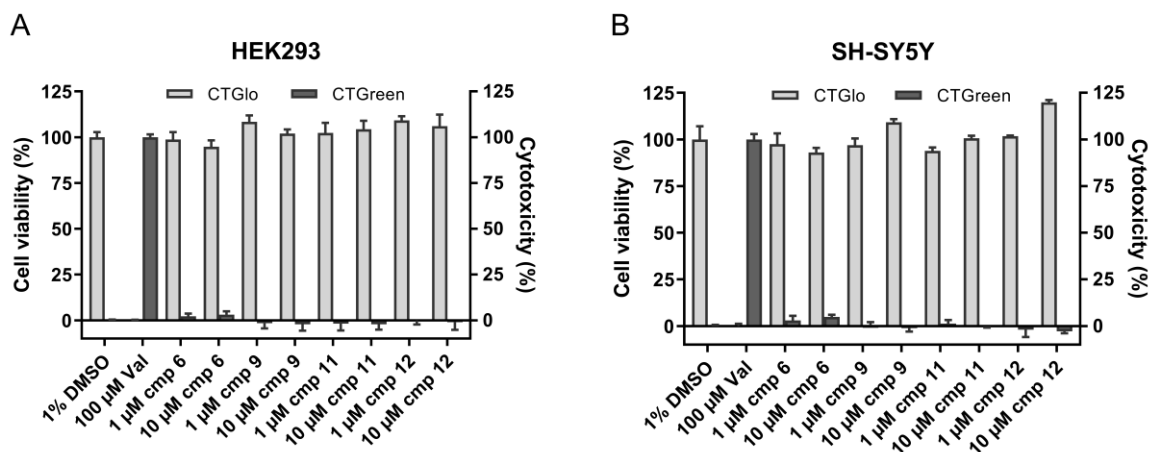 A
HEK293
CTGlo
CTGreen
Cell viability (%)
125
100
75
50
25
0
125
100
75
50
25
0
Cytotoxicity (%)
1% DMSO
100 µM Val
1 µM cmp 6
10 µM cmp 6
1 µM cmp 9
10 µM cmp 9
1 µM cmp 11
10 µM cmp 11
1 µM cmp 12
10 µM cmp 12
B
SH-SY5Y
CTGlo
CTGreen
Cell viability (%)
125
100
75
50
25
0
125
100
75
50
25
0
Cytotoxicity (%)
1% DMSO
100 µM Val
1 µM cmp 6
10 µM cmp 6
1 µM cmp 9
10 µM cmp 9
1 µM cmp 11
10 µM cmp 11
1 µM cmp 12
10 µM cmp 12